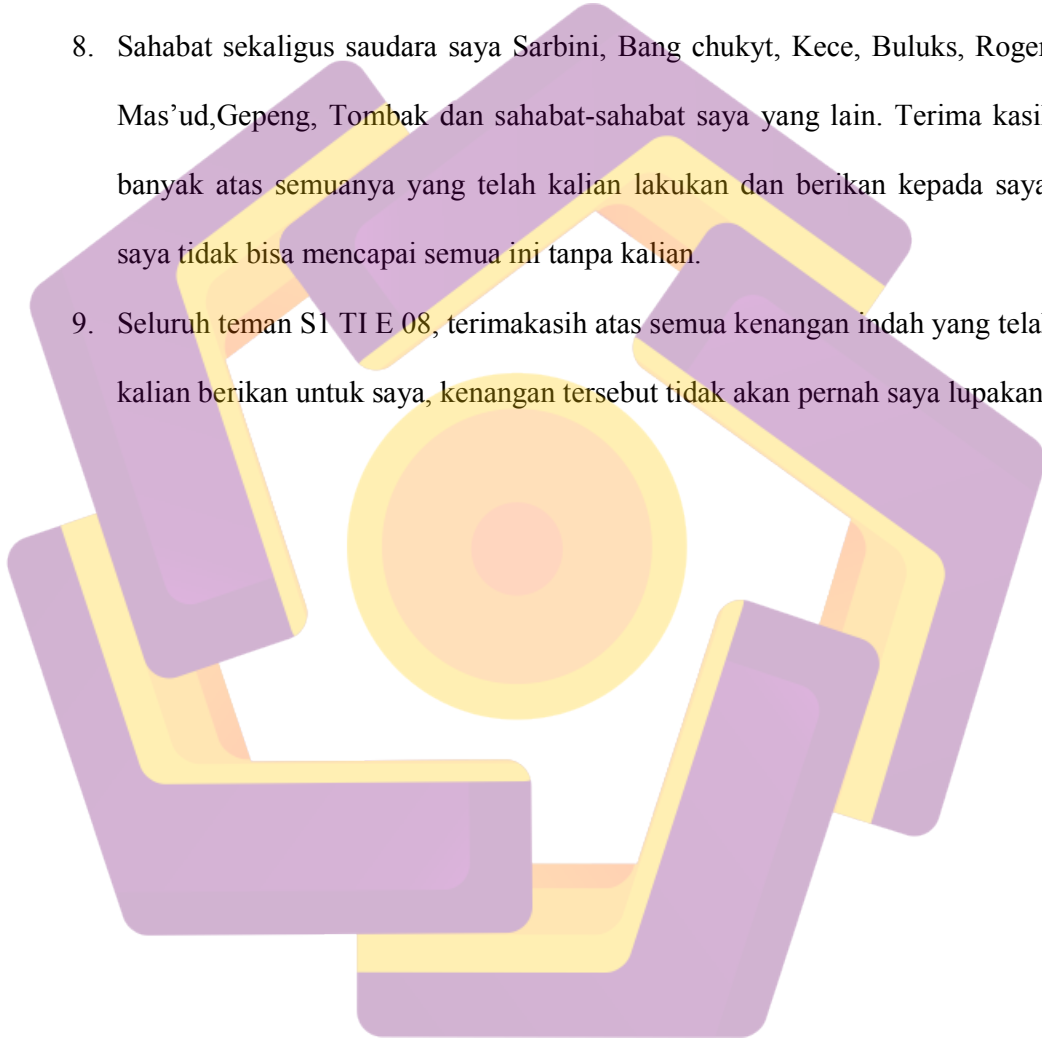 8. Sahabat sekaligus saudara saya Sarbini, Bang chukyt, Kece, Buluks, Roger
Mas’ud,Gepeng, Tombak dan sahabat-sahabat saya yang lain. Terima kasi
banyak atas semuanya yang telah kalian lakukan dan berikan kepada saya
saya tidak bisa mencapai semua ini tanpa kalian.
9. Seluruh teman S1 TI E 08, terimakasih atas semua kenangan indah yang tela
kalian berikan untuk saya, kenangan tersebut tidak akan pernah saya lupakan